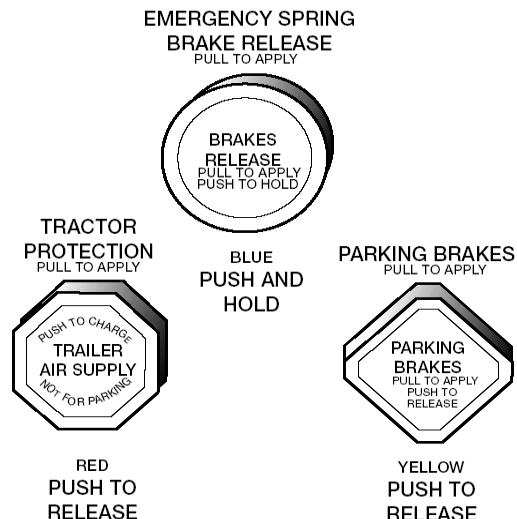 EMERGENCY SPRING
BRAKE RELEASE
PULL TO APPLY
BRAKES
RELEASE
PULL TO APPLY
PUSH TO HOLD
BLUE
PUSH AND
HOLD
TRACTOR
PROTECTION
PULL TO APPLY
PUSH TO CHARGE
TRAILER
AIR SUPPLY
NOT FOR PARKING
RED
PUSH TO
RELEASE
PARKING BRAKES
PULL TO APPLY
PARKING
BRAKES
PULL TO APPLY
PUSH TO
RELEASE
YELLOW
PUSH TO
RELEASE